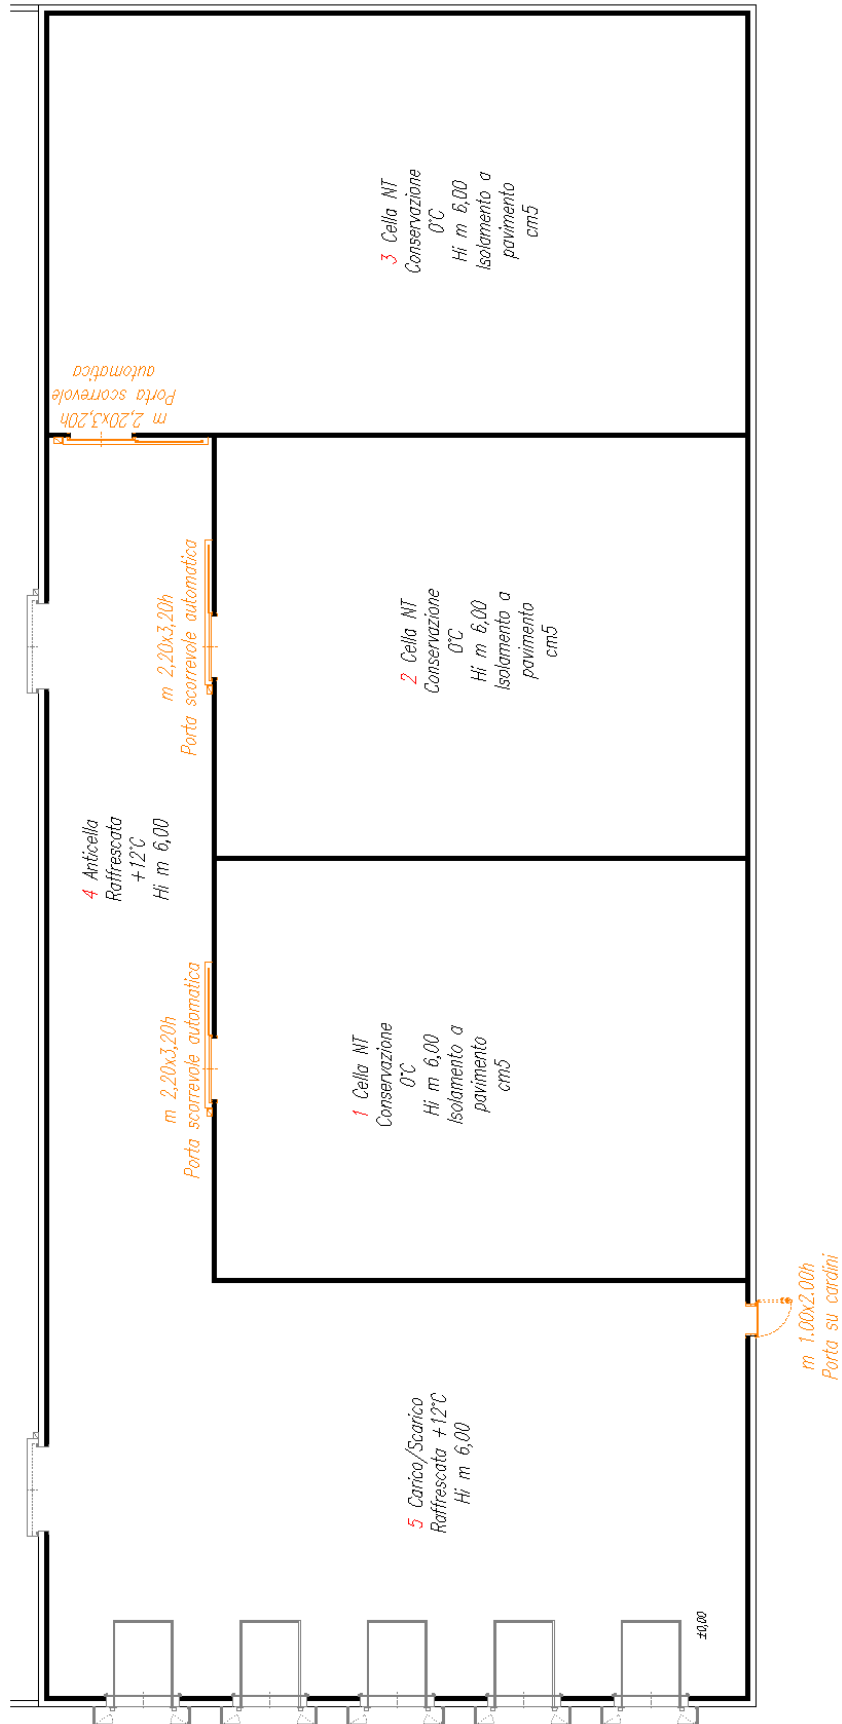 3 Cella NT
Conservazione
0°C
Hi m 6,00
Isolamento a
pavimento
cm5
m 2,20x3,20h
Porta scorrevole
automatica
m 2,20x3,20h
Porta scorrevole automatica
2 Cella NT
Conservazione
0°C
Hi m 6,00
Isolamento a
pavimento
cm5
4 Anticella
Raffrescata
+12°C
Hi m 6,00
m 2,20x3,20h
Porta scorrevole automatica
1 Cella NT
Conservazione
0°C
Hi m 6,00
Isolamento a
pavimento
cm5
m 1.00x2.00h
Porta su cardini
5 Carico/Scarico
Raffrescata +12°C
Hi m 6,00
±0,00